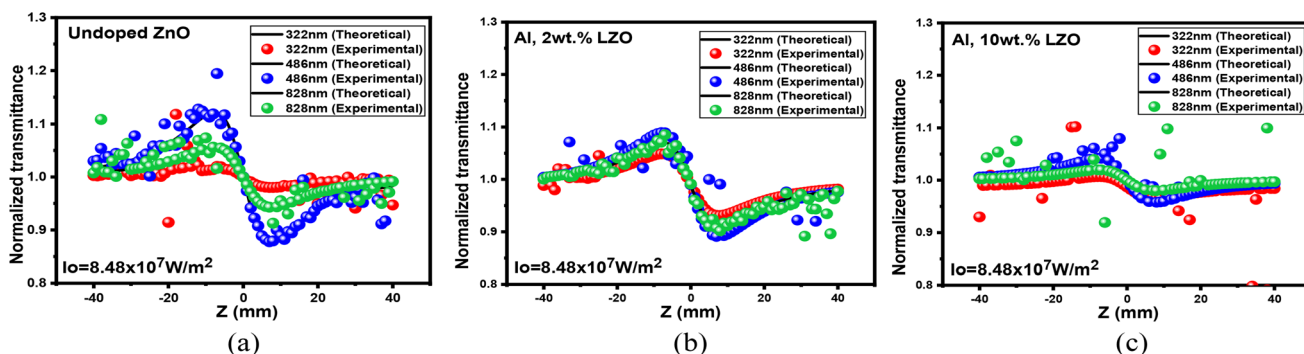 Undoped ZnO
322nm (Theoretical)
322nm (Experimental)
486nm (Theoretical)
486nm (Experimental)
828nm (Theoretical)
828nm (Experimental)
Normalized transmittance
1.3
1.2
1.1
1.0
0.9
0.8
Io=8.48x10⁷W/m²
-40 -20 0 20 40
Z (mm)
(a)
Al, 2wt.% LZO
322nm (Theoretical)
322nm (Experimental)
486nm (Theoretical)
486nm (Experimental)
828nm (Theoretical)
828nm (Experimental)
Normalized transmittance
1.3
1.2
1.1
1.0
0.9
0.8
Io=8.48x10⁷W/m²
-40 -20 0 20 40
Z (mm)
(b)
Al, 10wt.% LZO
322nm (Theoretical)
322nm (Experimental)
486nm (Theoretical)
486nm (Experimental)
828nm (Theoretical)
828nm (Experimental)
Normalized transmittance
1.3
1.2
1.1
1.0
0.9
0.8
Io=8.48x10⁷W/m²
-40 -20 0 20 40
Z (mm)
(c)